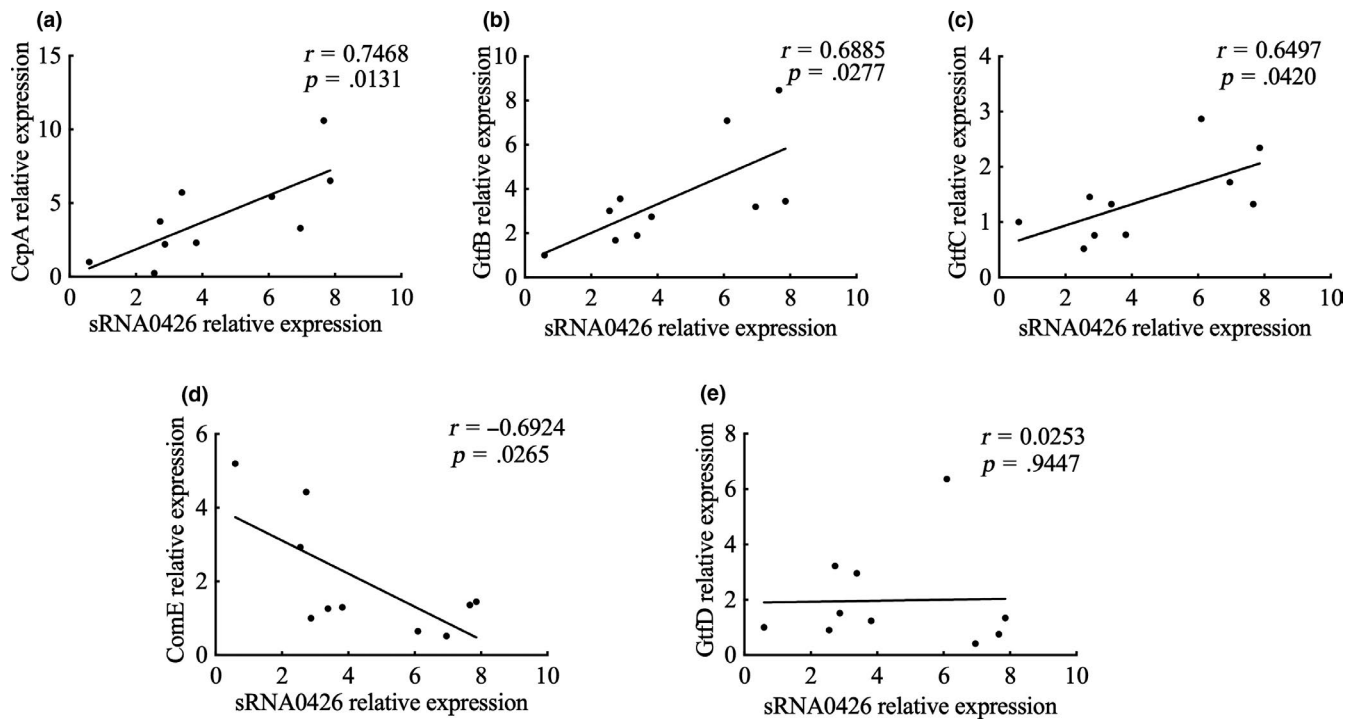 (a)
r = 0.7468
p = .0131
CcpA relative expression
15
10
5
0
0 2 4 6 8 10
sRNA0426 relative expression
(b)
r = 0.6885
p = .0277
GtfB relative expression
10
8
6
4
2
0
0 2 4 6 8 10
sRNA0426 relative expression
(c)
r = 0.6497
p = .0420
GtfC relative expression
4
3
2
1
0
0 2 4 6 8 10
sRNA0426 relative expression
(d)
r = –0.6924
p = .0265
ComE relative expression
6
4
2
0
0 2 4 6 8 10
sRNA0426 relative expression
(e)
r = 0.0253
p = .9447
GtfD relative expression
8
6
4
2
0
0 2 4 6 8 10
sRNA0426 relative expression